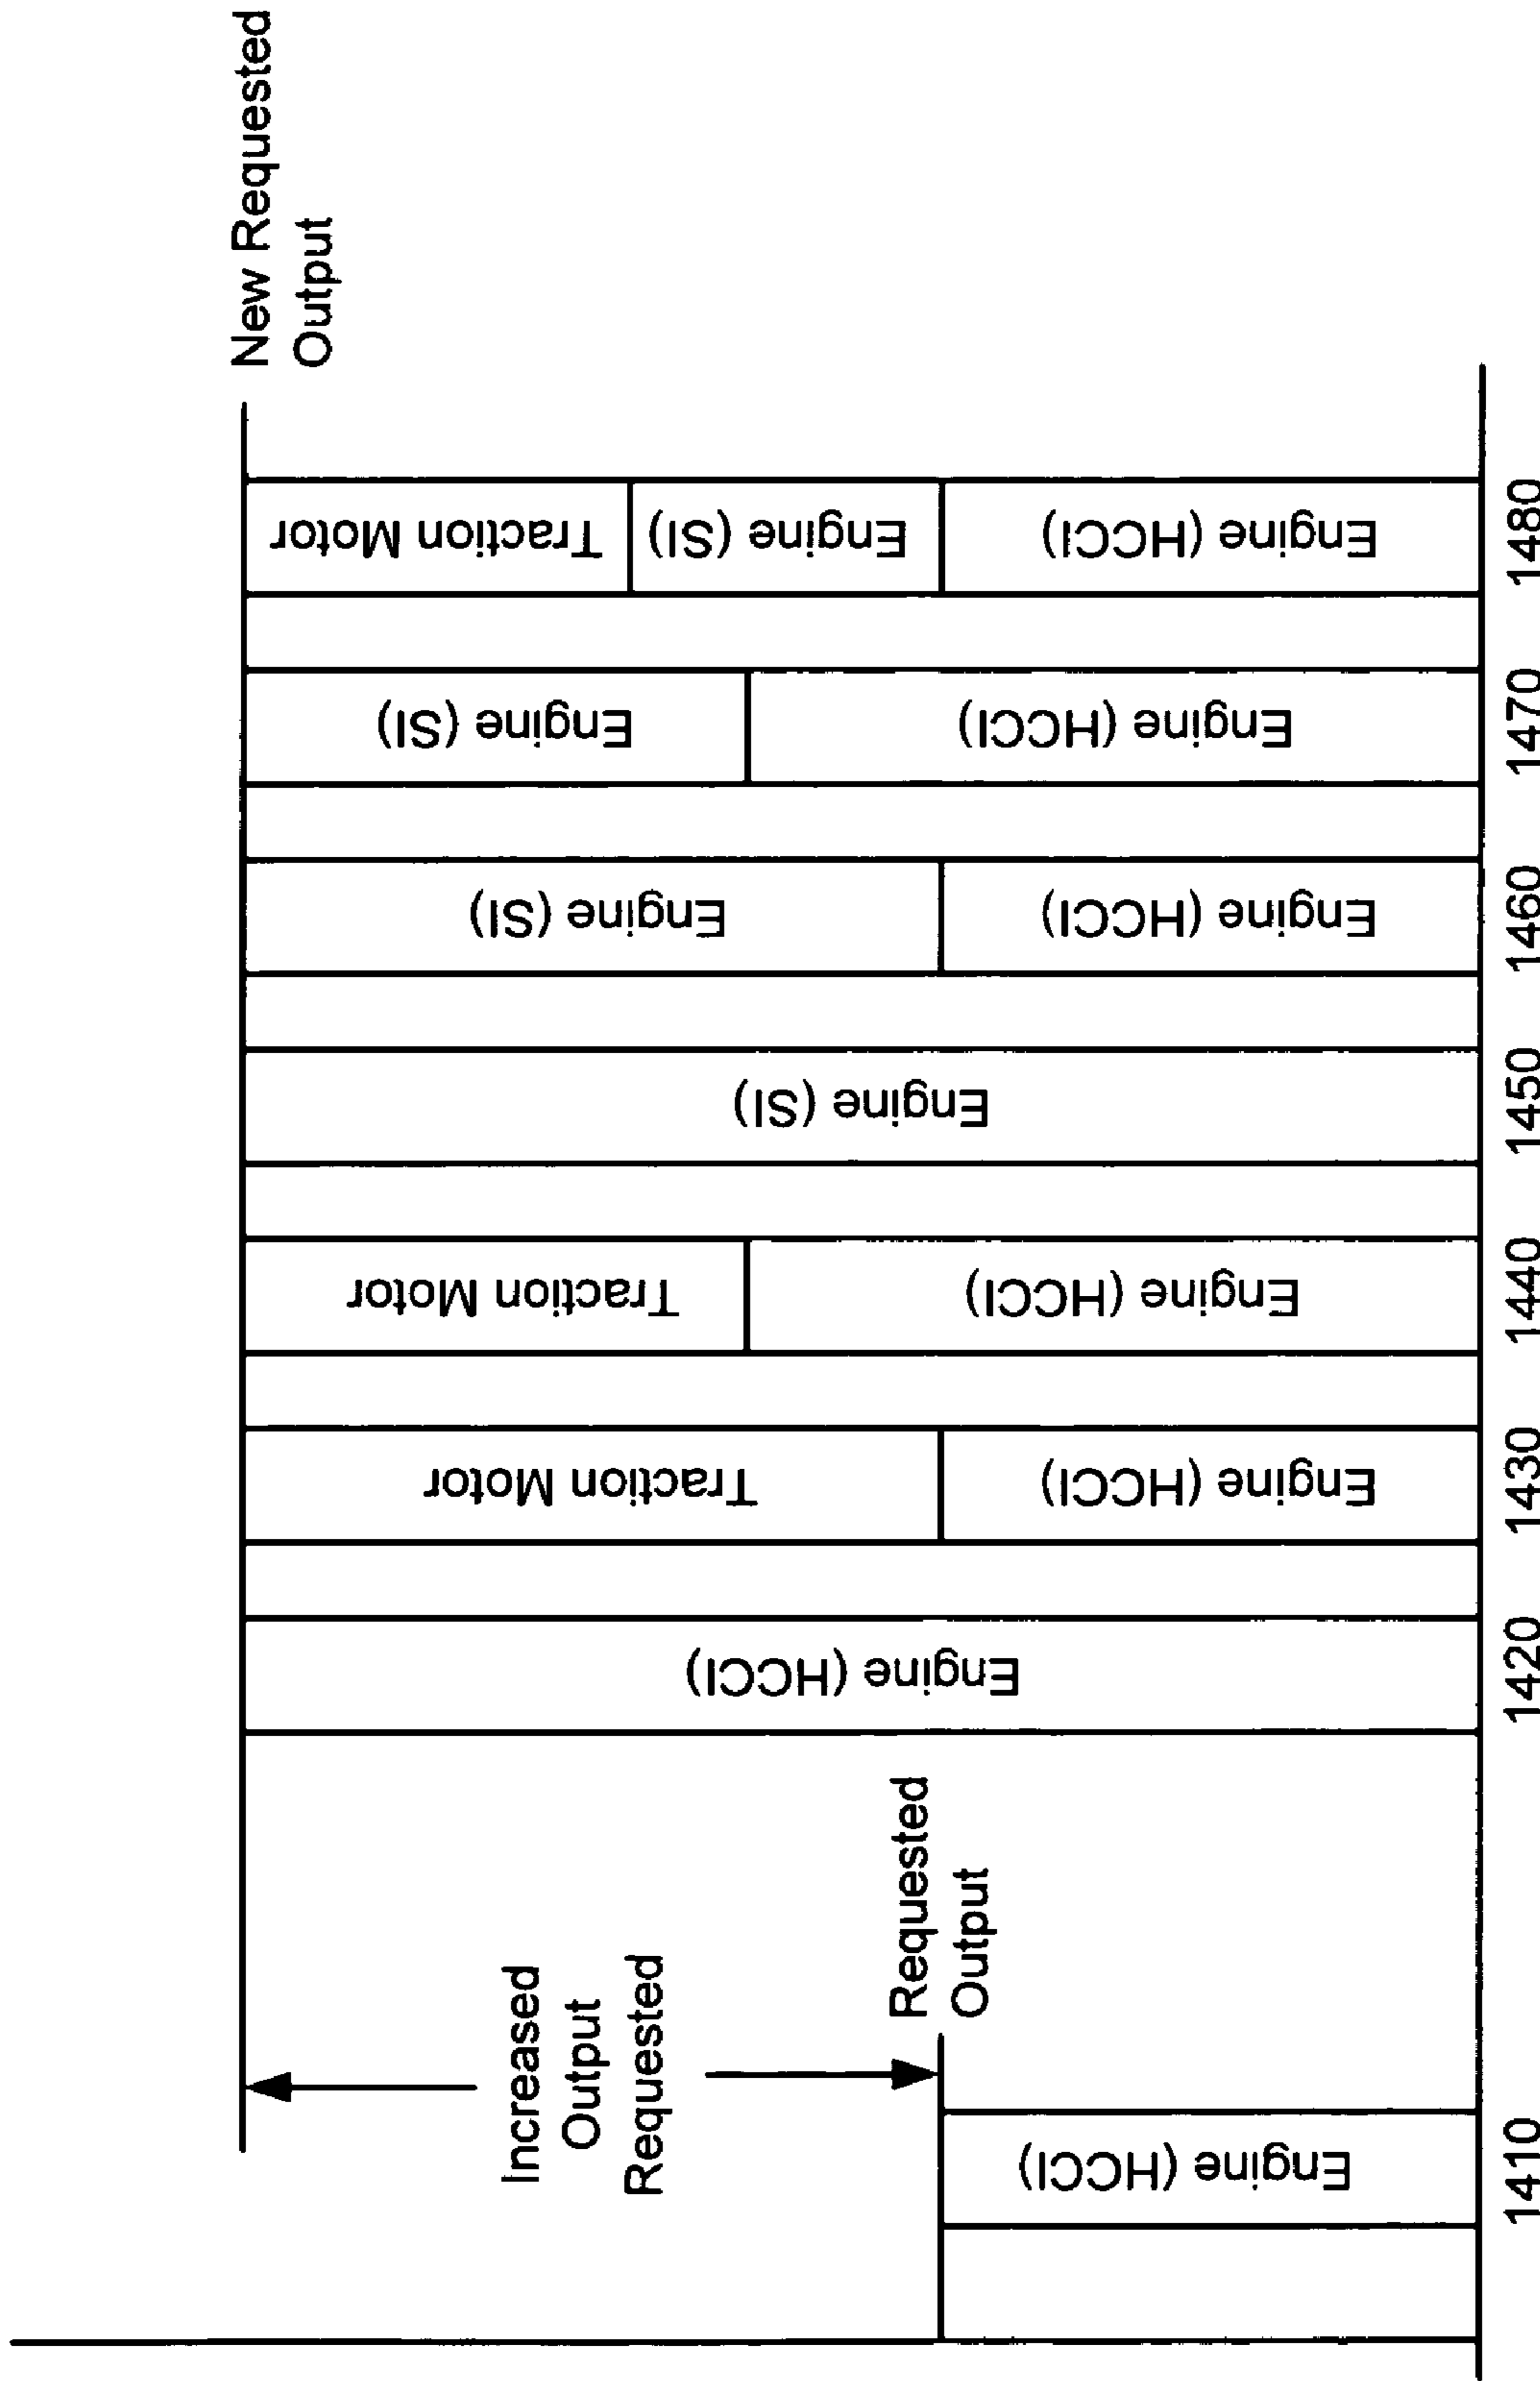 New Requested
Output
Increased
Output
Requested
Requested
Output
Engine (HCCI)
Engine (HCCI)
Traction Motor
Engine (HCCI)
Traction Motor
Engine (HCCI)
Engine (SI)
Engine (SI)
Engine (HCCI)
Engine (SI)
Engine (HCCI)
Traction Motor
Engine (SI)
Engine (HCCI)
1410
1420
1430
1440
1450
1460
1470
1480